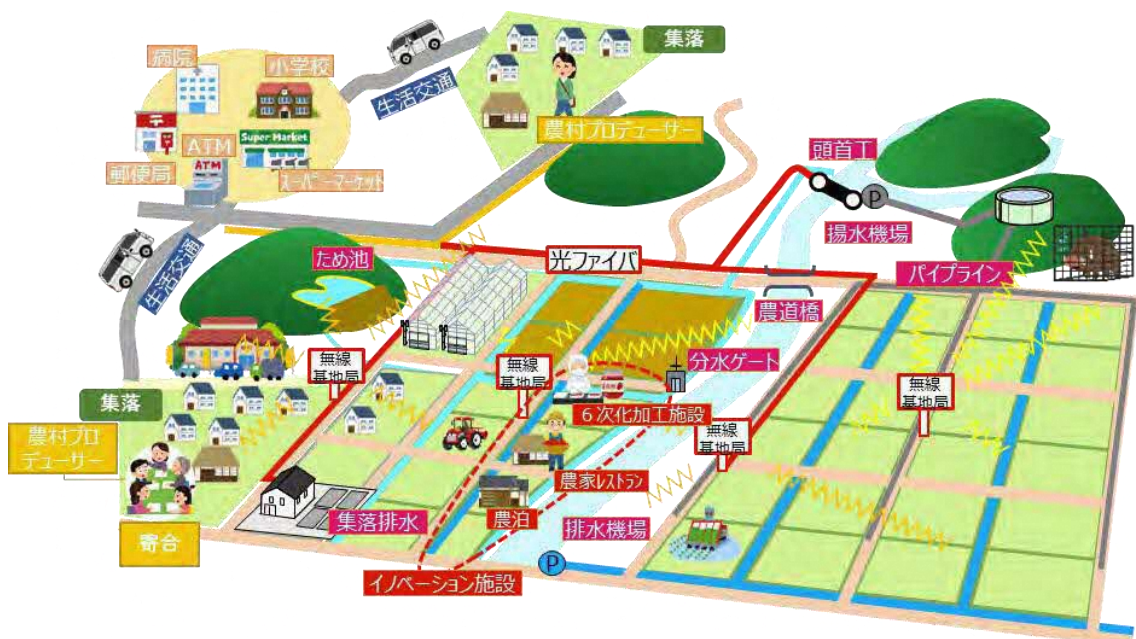 集落
病院
小学校
生活交通
農村プロデューサー
Super Market
ATM
ATM
郵便局
スーパーマーケット
頭首工
P
揚水機場
生活交通
ため池
光ファイバ
パイプライン
農道橋
無線
基地局
無線
基地局
分水ゲート
無線
基地局
集落
6次化加工施設
無線
基地局
農村プロ
デューサー
農家レストラン
集落排水
農泊
排水機場
寄合
P
イノベーション施設